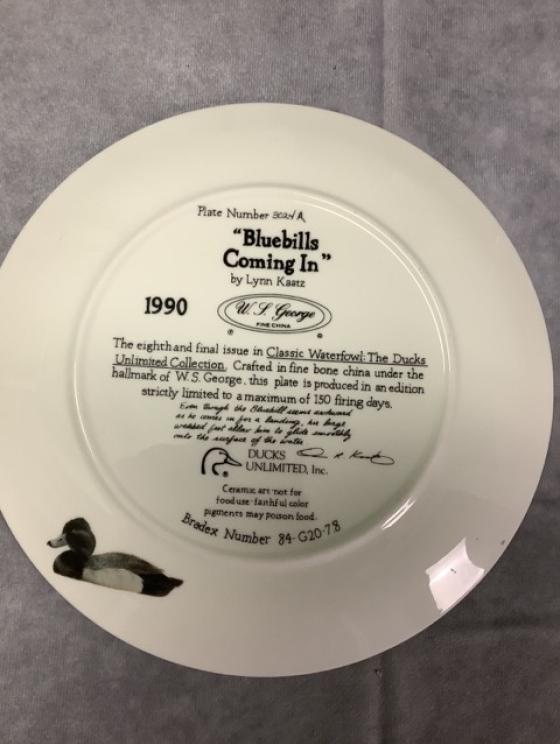 Plate Number 3024 A
"Bluebills
Coming In"
by Lynn Kaatz
1990
W. S. George
FINE CHINA
The eighth and final issue in Classic Waterfowl: The Ducks
Unlimited Collection. Crafted in fine bone china under the
hallmark of W.S. George, this plate is produced in an edition
strictly limited to a maximum of 150 firing days.
Even though the Bluebill seems awkward
as he comes in for a landing, his large
webbed feet allow him to glide smoothly
onto the surface of the water
DUCKS
UNLIMITED, Inc.
Ceramic art · not for
food use · faithful color
pigments may poison food.
Bradex Number 84-G20-7.8